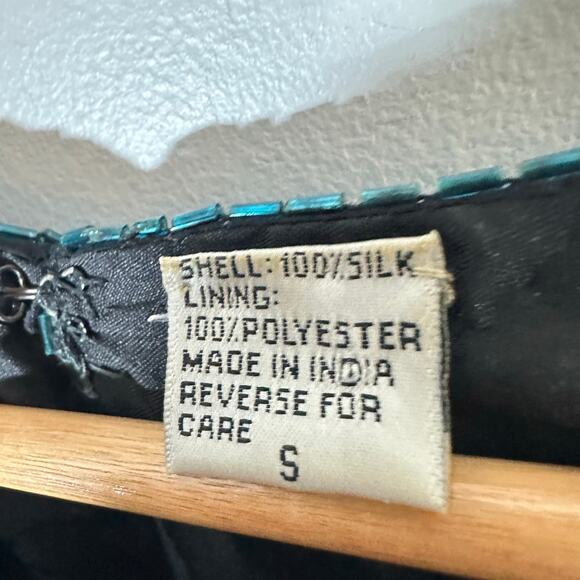 SHELL: 100% SILK
LINING:
100% POLYESTER
MADE IN INDIA
REVERSE FOR
CARE
S